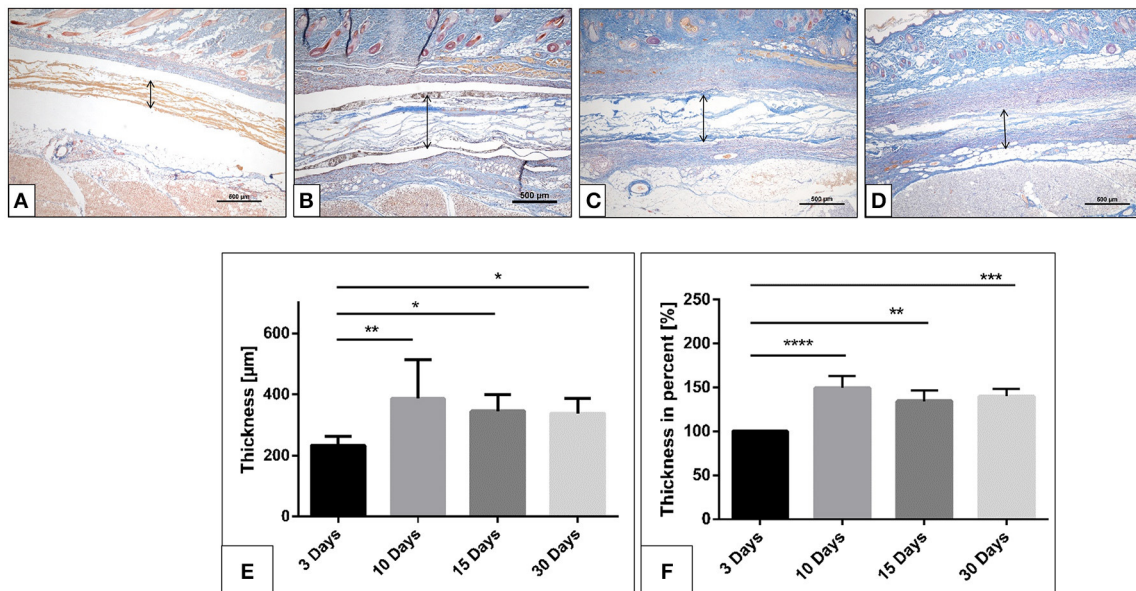 A
600 µm
B
500 µm
C
500 µm
D
500 µm
Thickness [µm]
600
400
200
0
*
*
**
3 Days
10 Days
15 Days
30 Days
E
Thickness in percent [%]
250
200
150
100
50
0
***
**
****
3 Days
10 Days
15 Days
30 Days
F